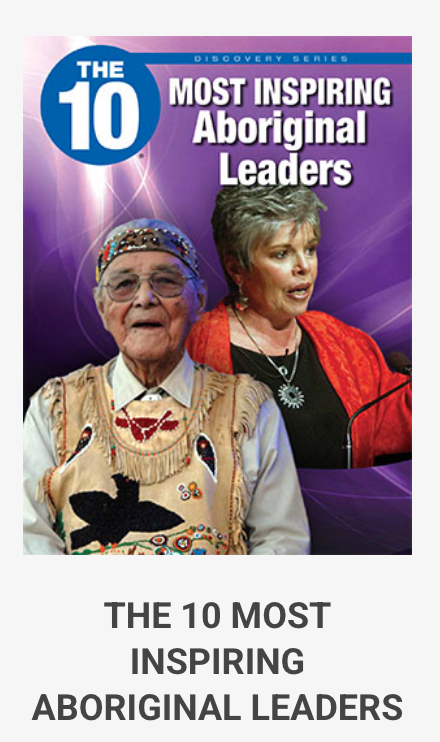 DISCOVERY SERIES
THE
10
MOST INSPIRING
Aboriginal
Leaders
THE 10 MOST
INSPIRING
ABORIGINAL LEADERS